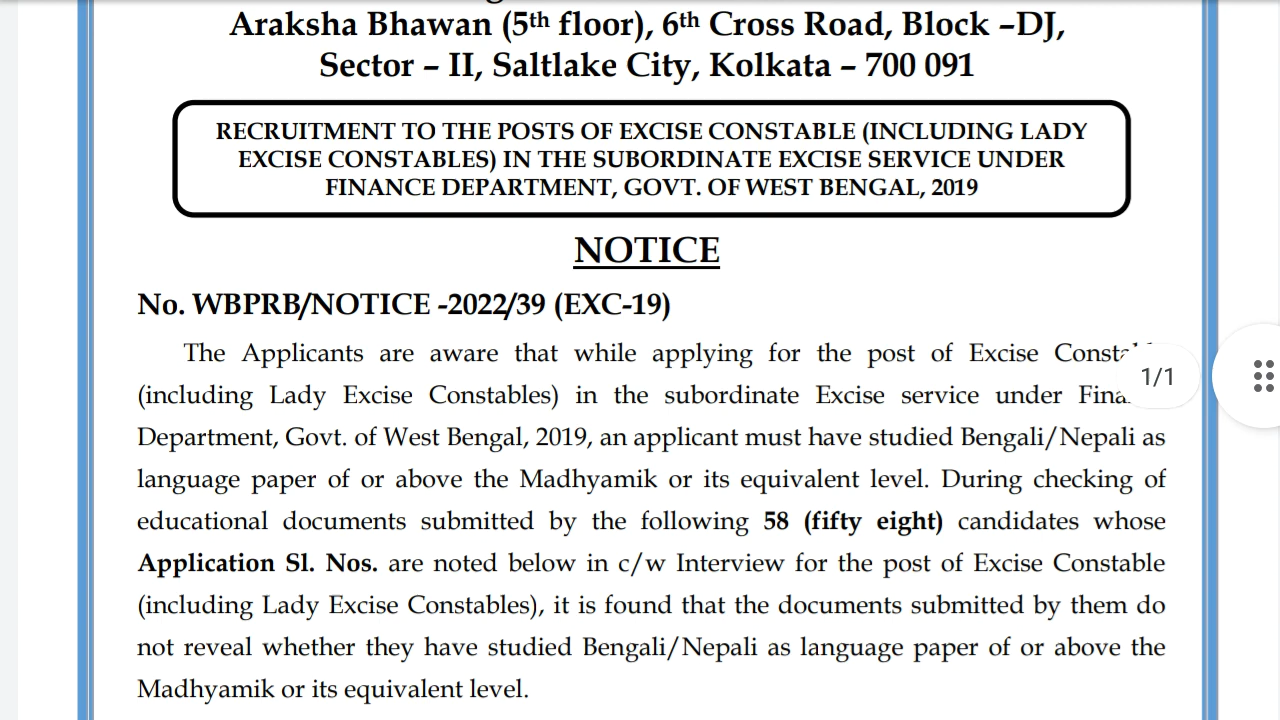 Araksha Bhawan (5th floor), 6th Cross Road, Block –DJ,
Sector – II, Saltlake City, Kolkata – 700 091
RECRUITMENT TO THE POSTS OF EXCISE CONSTABLE (INCLUDING LADY
EXCISE CONSTABLES) IN THE SUBORDINATE EXCISE SERVICE UNDER
FINANCE DEPARTMENT, GOVT. OF WEST BENGAL, 2019
NOTICE
No. WBPRB/NOTICE -2022/39 (EXC-19)
The Applicants are aware that while applying for the post of Excise
1/1
(including Lady Excise Constables) in the subordinate Excise service under
Department, Govt. of West Bengal, 2019, an applicant must have studied Bengali/Nepali as
language paper of or above the Madhyamik or its equivalent level. During checking of
educational documents submitted by the following 58 (fifty eight) candidates whose
Application Sl. Nos. are noted below in c/w Interview for the post of Excise Constable
(including Lady Excise Constables), it is found that the documents submitted by them do
not reveal whether they have studied Bengali/Nepali as language paper of or above the
Madhyamik or its equivalent level.